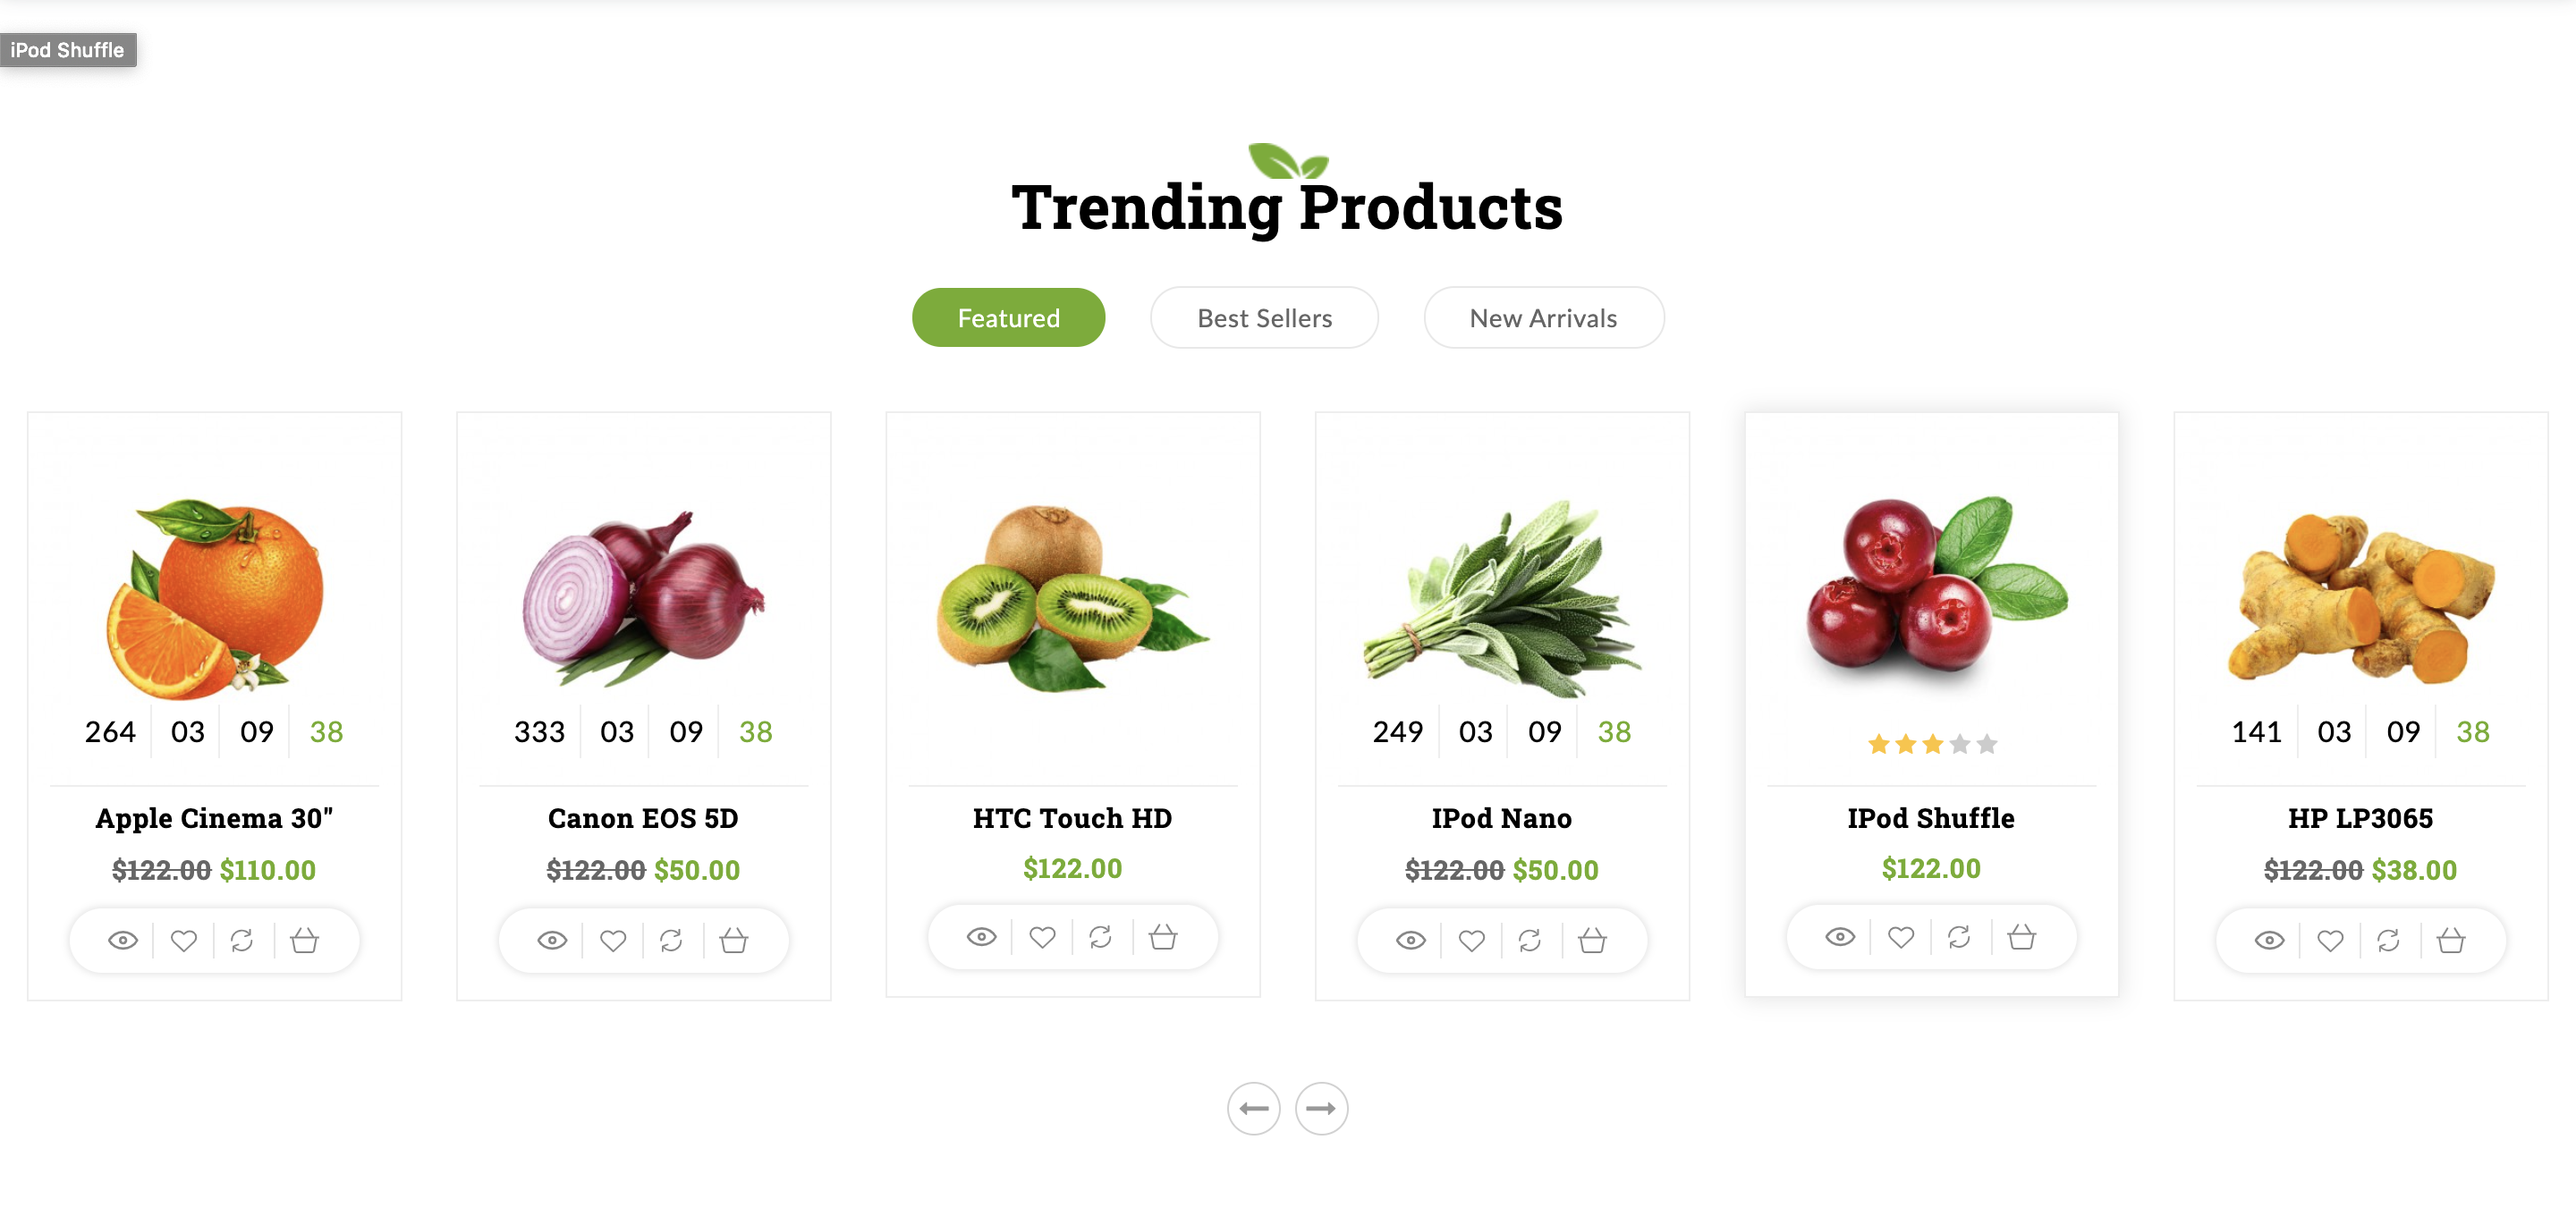 iPod Shuffle
Trending Products
Featured
Best Sellers
New Arrivals
264 03 09 38
Apple Cinema 30"
$122.00 $110.00
333 03 09 38
Canon EOS 5D
$122.00 $50.00
HTC Touch HD
$122.00
249 03 09 38
IPod Nano
$122.00 $50.00
IPod Shuffle
$122.00
141 03 09 38
HP LP3065
$122.00 $38.00